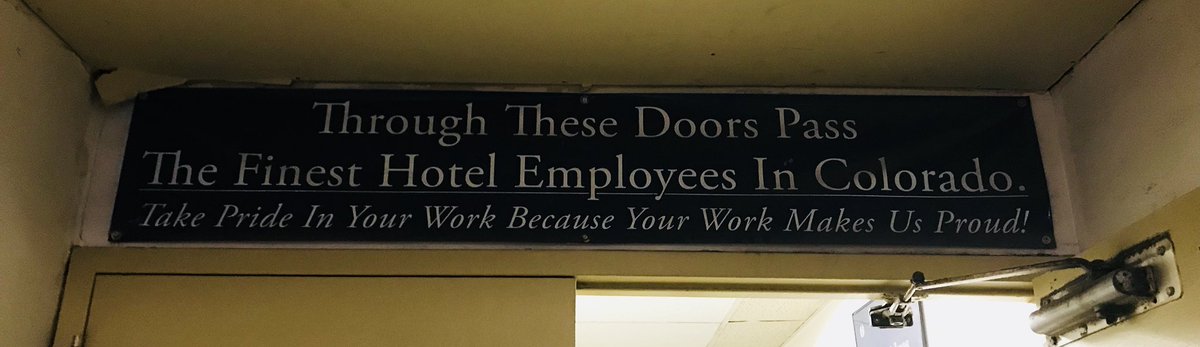 Through These Doors Pass
The Finest Hotel Employees In Colorado.
Take Pride In Your Work Because Your Work Makes Us Proud!